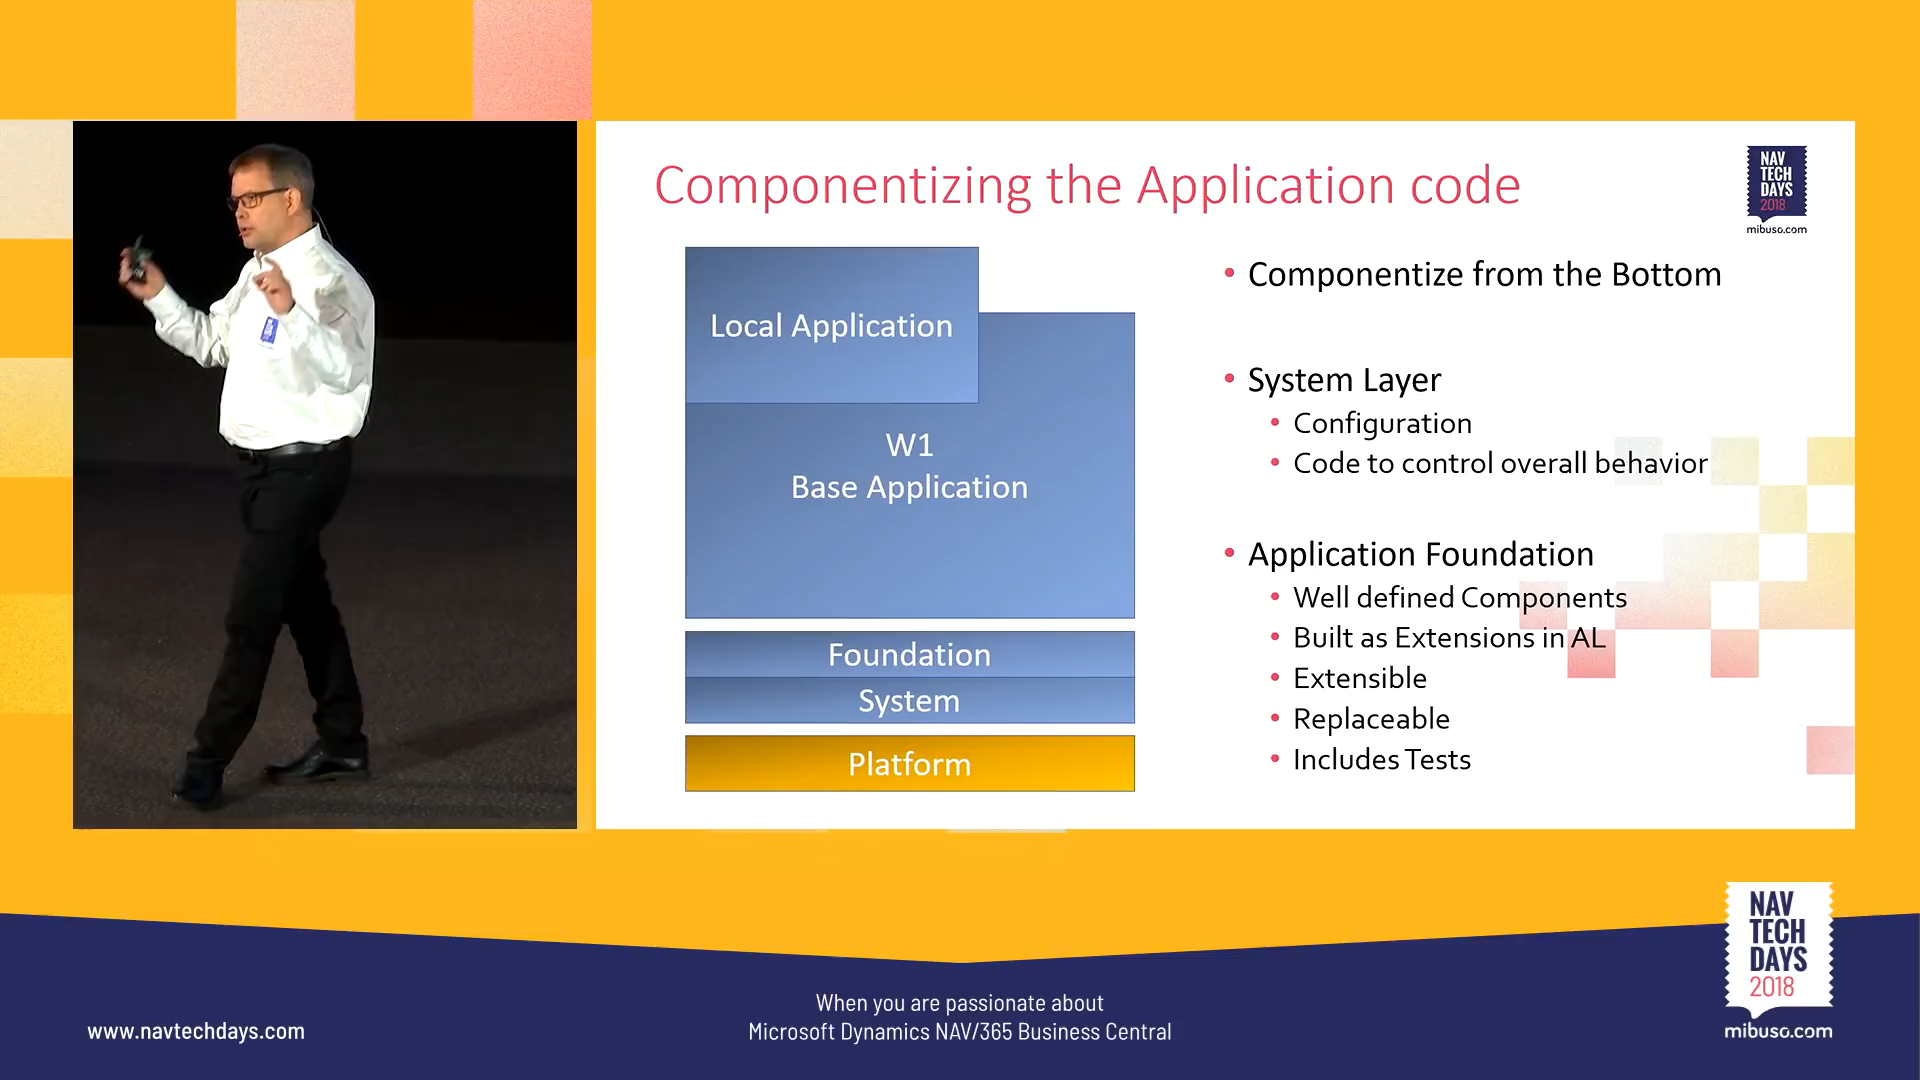 Componentizing the Application code
NAV
TECH
DAYS
2018
mibuso.com
Local Application
W1
Base Application
Foundation
System
Platform
• Componentize from the Bottom
• System Layer
• Configuration
• Code to control overall behavior
• Application Foundation
• Well defined Components
• Built as Extensions in AL
• Extensible
• Replaceable
• Includes Tests
www.navtechdays.com
When you are passionate about
Microsoft Dynamics NAV/365 Business Central
NAV
TECH
DAYS
2018
mibuso.com